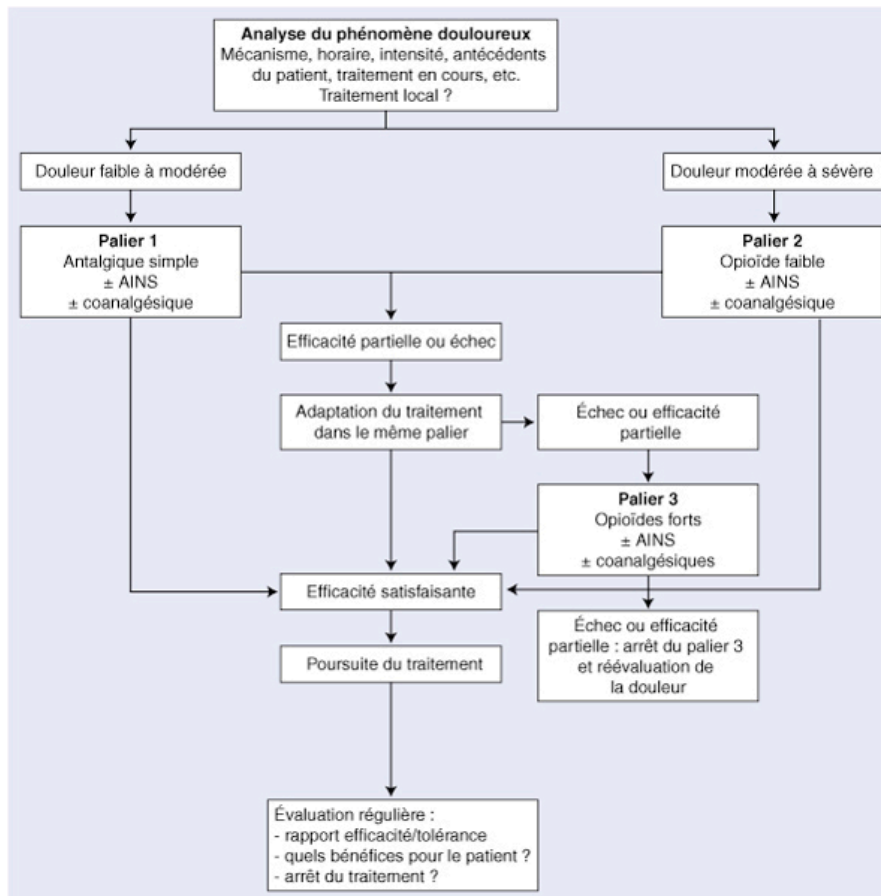 Analyse du phénomène douloureux
Mécanisme, horaire, intensité, antécédents
du patient, traitement en cours, etc.
Traitement local ?
Douleur faible à modérée
Douleur modérée à sévère
Palier 1
Antalgique simple
± AINS
± coanalgésique
Palier 2
Opioïde faible
± AINS
± coanalgésique
Efficacité partielle ou échec
Adaptation du traitement
dans le même palier
Échec ou efficacité
partielle
Palier 3
Opioïdes forts
± AINS
± coanalgésiques
Efficacité satisfaisante
Échec ou efficacité
partielle : arrêt du palier 3
et réévaluation de
la douleur
Poursuite du traitement
Évaluation régulière :
- rapport efficacité/tolérance
- quels bénéfices pour le patient ?
- arrêt du traitement ?